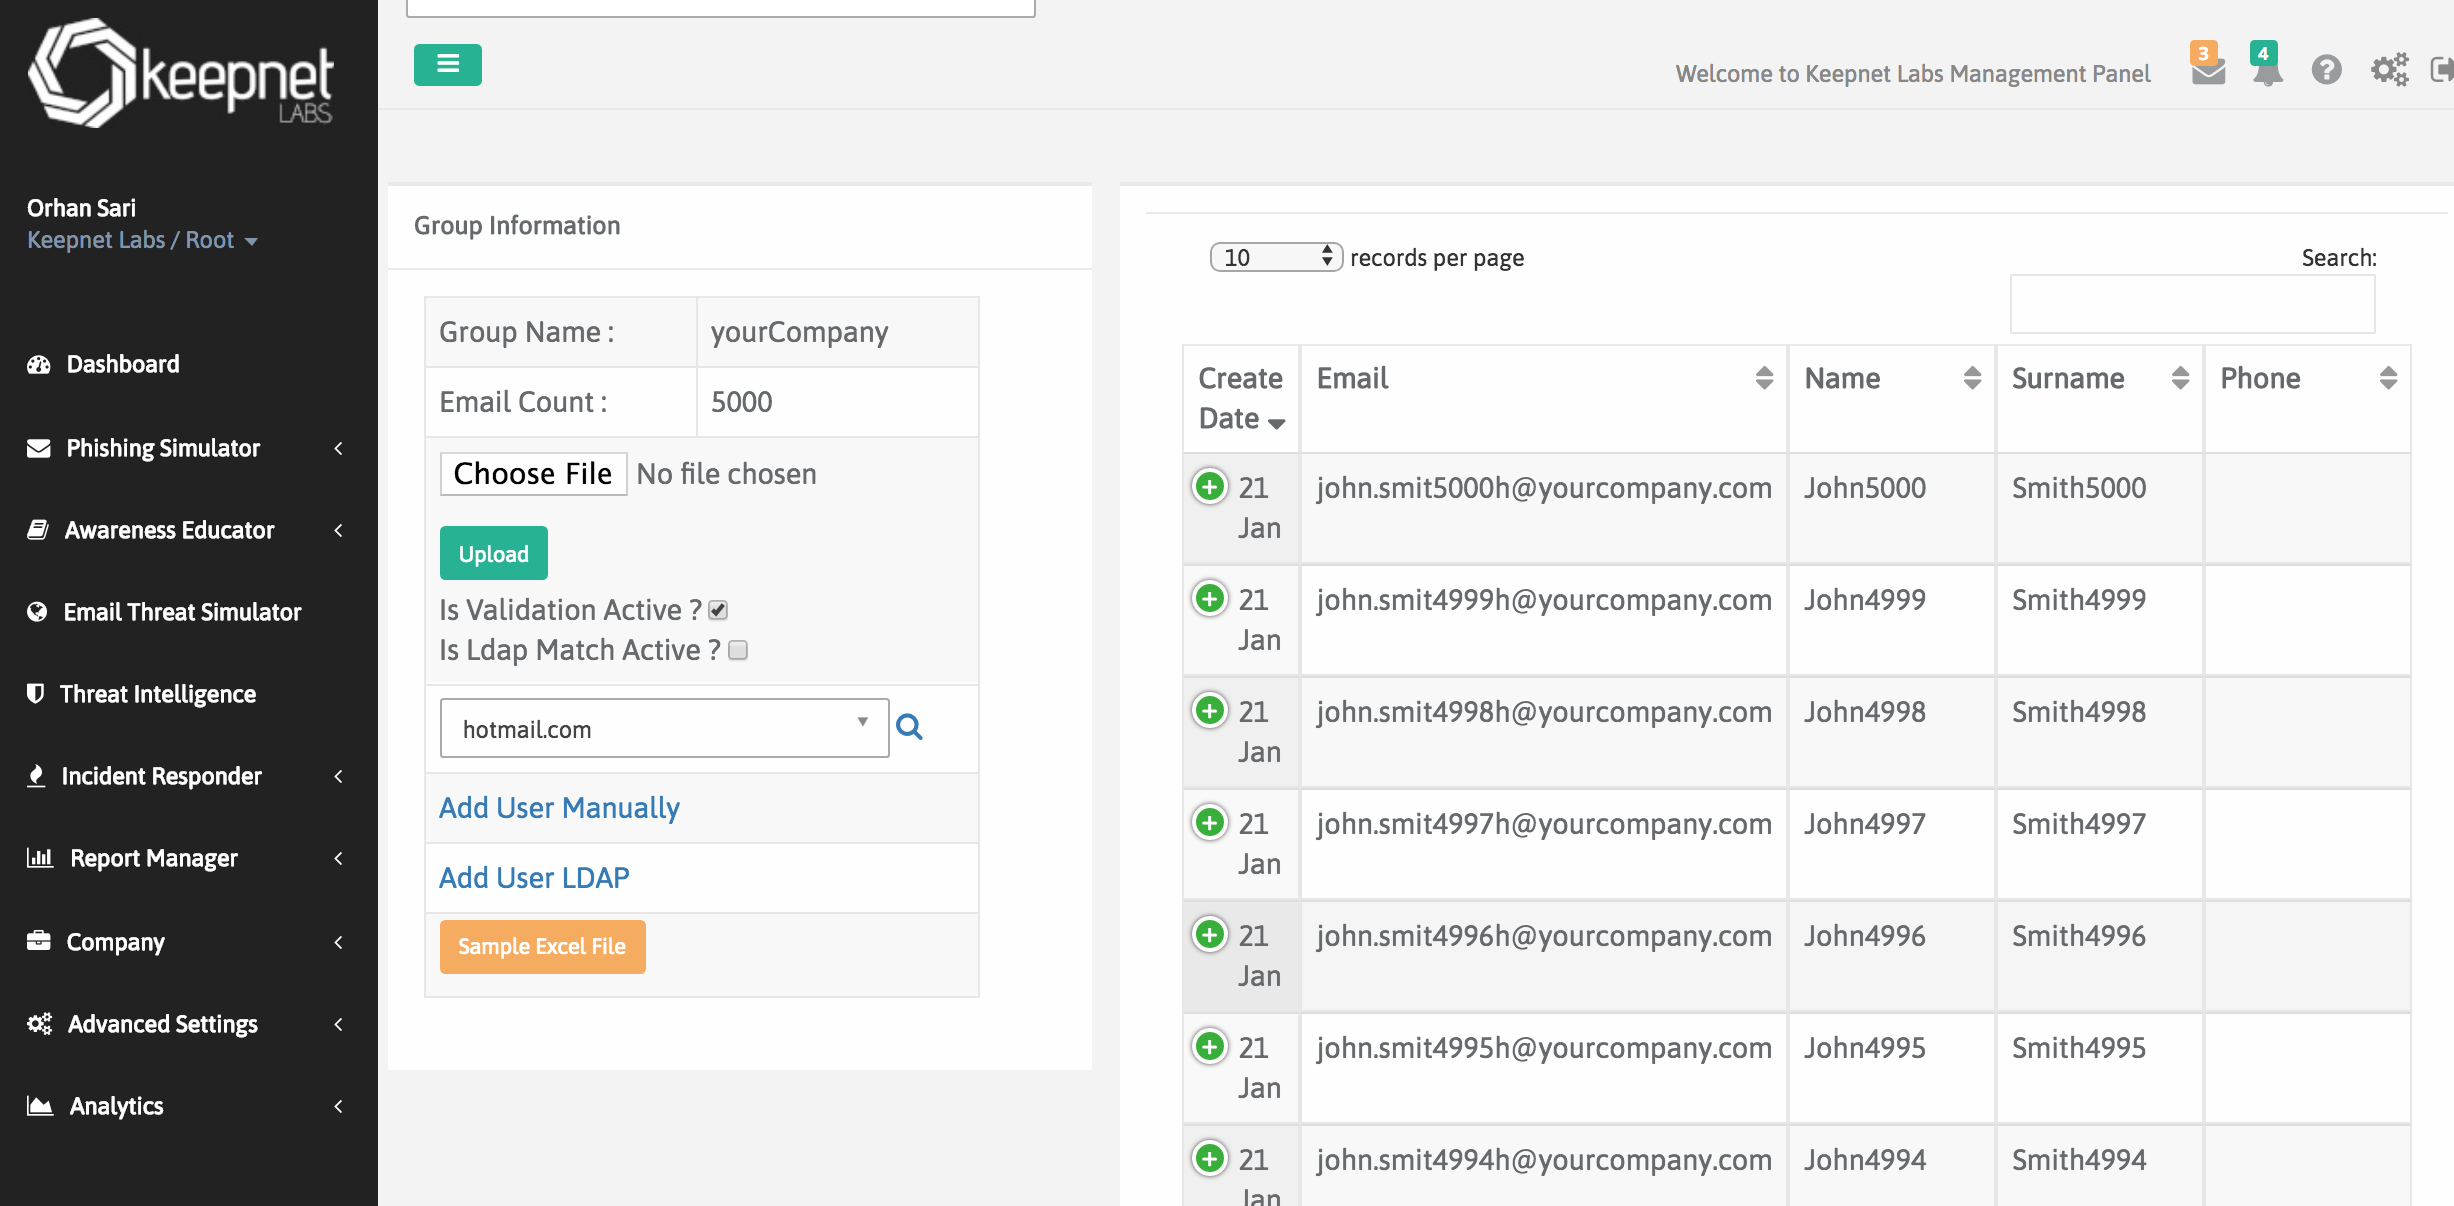 keepnet
LABS
Orhan Sari
Keepnet Labs / Root
Dashboard
Phishing Simulator
Awareness Educator
Email Threat Simulator
Threat Intelligence
Incident Responder
Report Manager
Company
Advanced Settings
Analytics
Welcome to Keepnet Labs Management Panel
3
4
Group Information
Group Name : yourCompany
Email Count : 5000
Choose File No file chosen
Upload
Is Validation Active ?
Is Ldap Match Active ?
hotmail.com
Add User Manually
Add User LDAP
Sample Excel File
10 records per page
Search:
Create Date Email Name Surname Phone
21 Jan john.smit5000h@yourcompany.com John5000 Smith5000
21 Jan john.smit4999h@yourcompany.com John4999 Smith4999
21 Jan john.smit4998h@yourcompany.com John4998 Smith4998
21 Jan john.smit4997h@yourcompany.com John4997 Smith4997
21 Jan john.smit4996h@yourcompany.com John4996 Smith4996
21 Jan john.smit4995h@yourcompany.com John4995 Smith4995
21 Jan john.smit4994h@yourcompany.com John4994 Smith4994